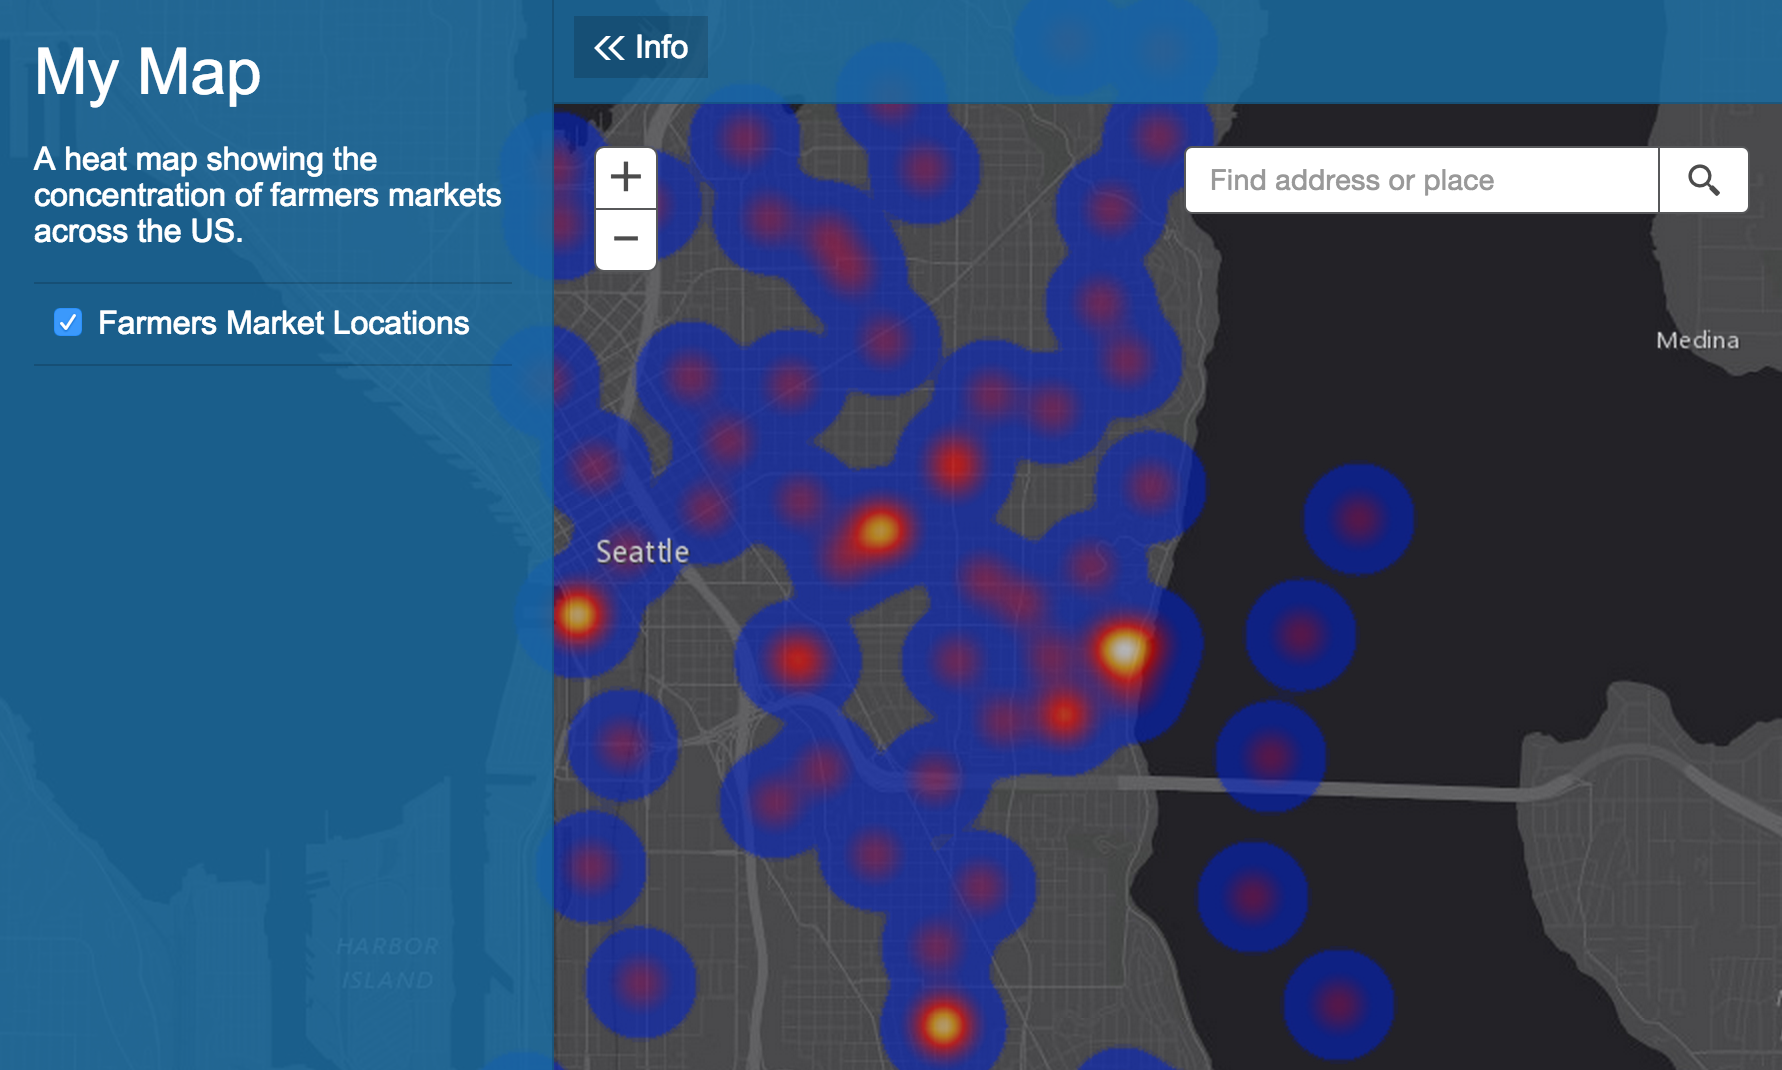 My Map
A heat map showing the
concentration of farmers markets
across the US.
Farmers Market Locations
Info
+
−
Find address or place
Medina
Seattle
HARBOR
ISLAND